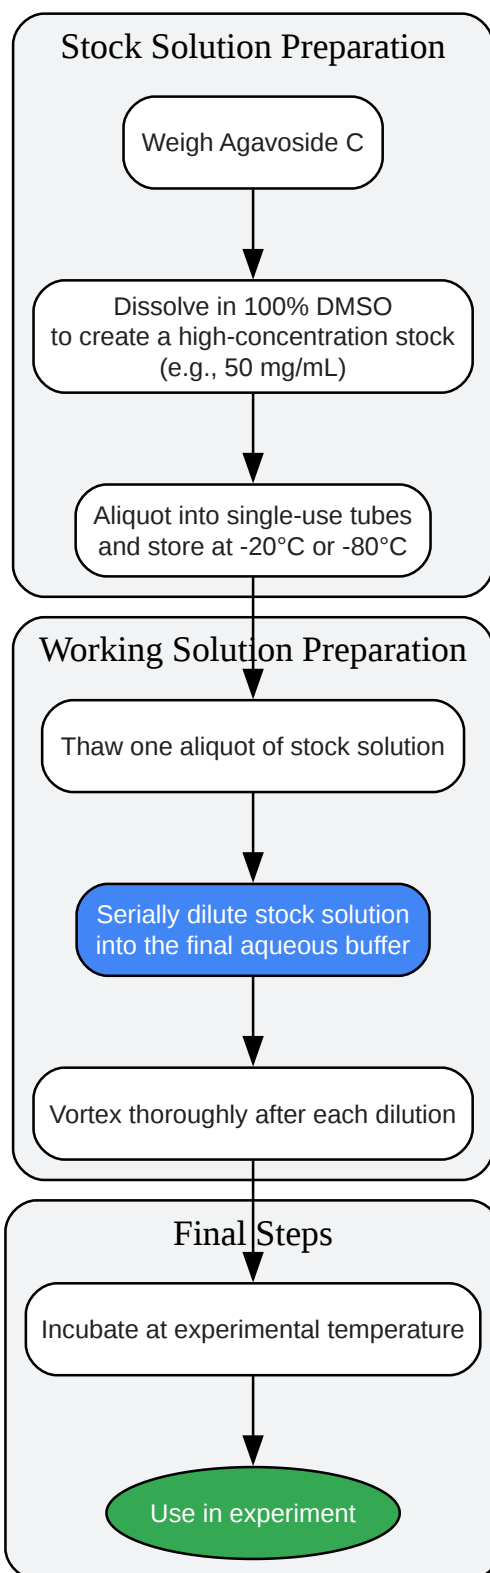 Stock Solution Preparation
Weigh Agavoside C
Dissolve in 100% DMSO
to create a high-concentration stock
(e.g., 50 mg/mL)
Aliquot into single-use tubes
and store at -20°C or -80°C
Working Solution Preparation
Thaw one aliquot of stock solution
Serially dilute stock solution
into the final aqueous buffer
Vortex thoroughly after each dilution
Final Steps
Incubate at experimental temperature
Use in experiment